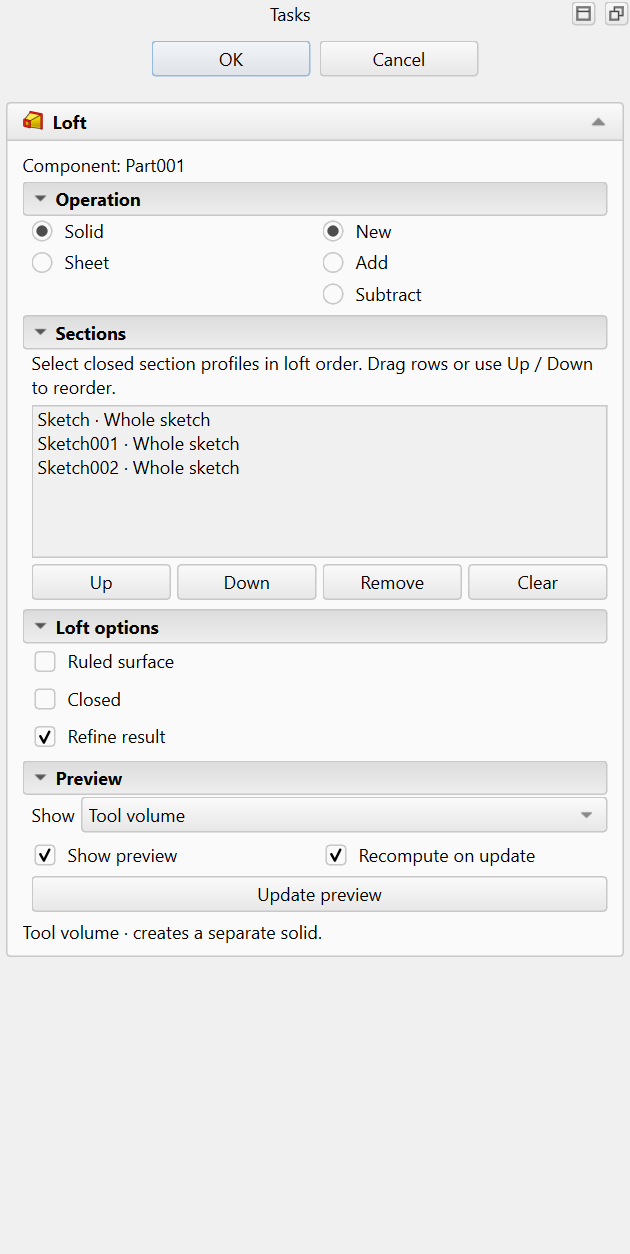 Tasks
OK Cancel
Loft
Component: Part001
Operation
Solid New
Sheet Add
Subtract
Sections
Select closed section profiles in loft order. Drag rows or use Up / Down
to reorder.
Sketch · Whole sketch
Sketch001 · Whole sketch
Sketch002 · Whole sketch
Up Down Remove Clear
Loft options
Ruled surface
Closed
Refine result
Preview
Show Tool volume
Show preview Recompute on update
Update preview
Tool volume · creates a separate solid.